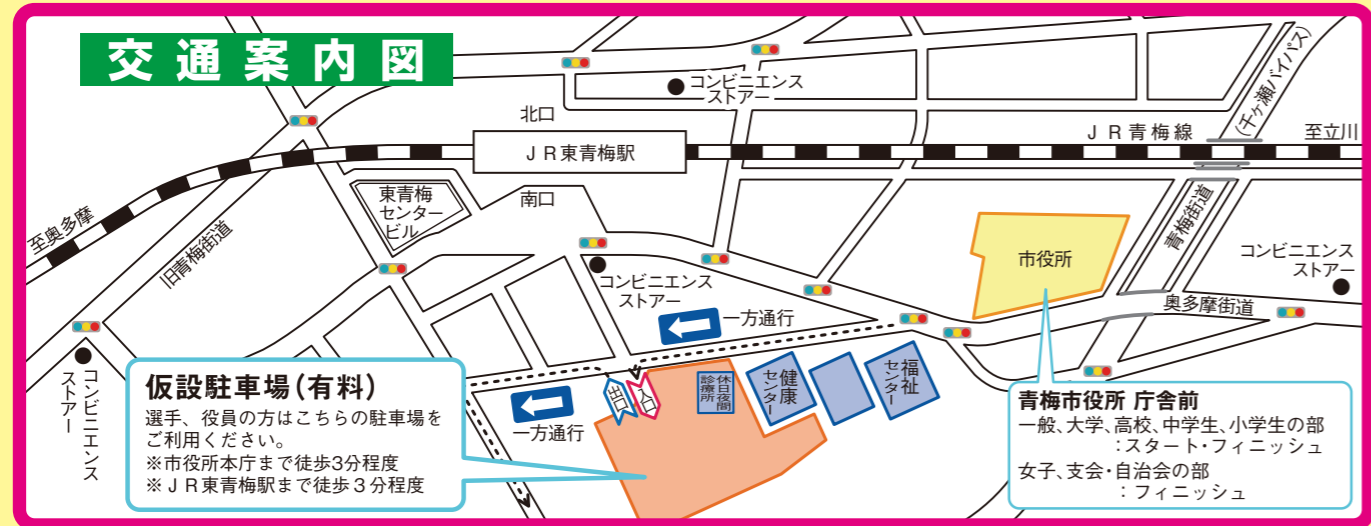 交通案内図
コンビニエンス
ストアー
(千ヶ瀬バイパス)
北口
JR青梅線
至立川
JR東青梅駅
東青梅
センター
ビル
南口
至奥多摩
旧青梅街道
青梅街道
市役所
コンビニエンス
ストアー
コンビニエンス
ストアー
奥多摩街道
一方通行
コンビニエンス
ストアー
仮設駐車場(有料)
選手、役員の方はこちらの駐車場を
ご利用ください。
※市役所本庁まで徒歩3分程度
※JR東青梅駅まで徒歩3分程度
一方通行
出口
入口
休日夜間
診療所
健康
センター
福祉
センター
青梅市役所 庁舎前
一般、大学、高校、中学生、小学生の部
:スタート・フィニッシュ
女子、支会・自治会の部
:フィニッシュ